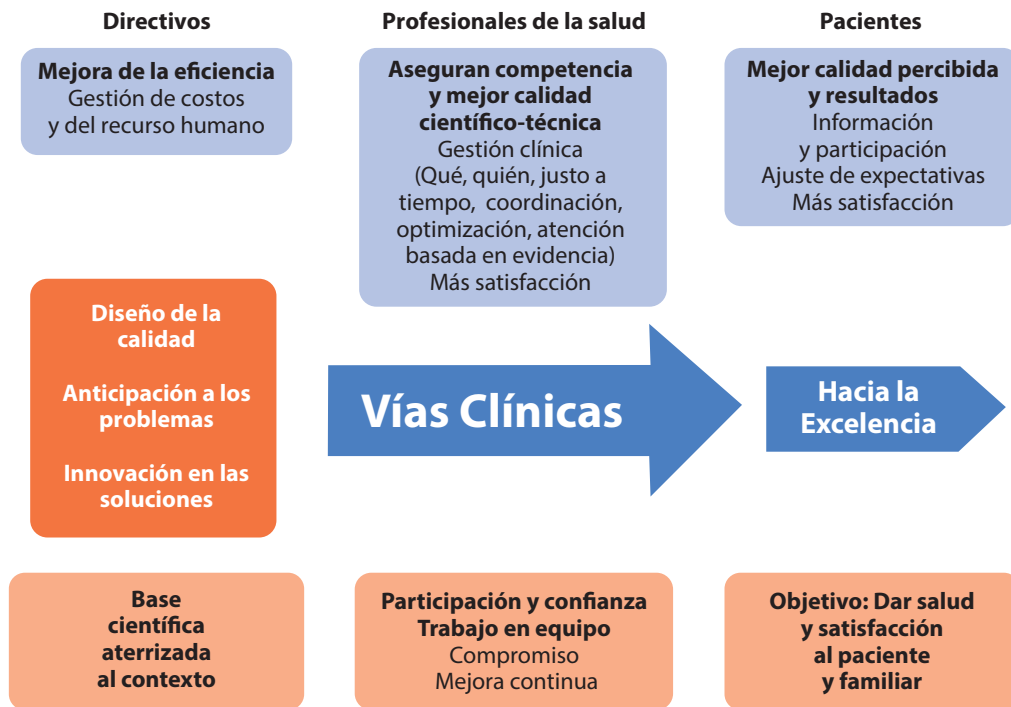 Directivos
Mejora de la eficiencia
Gestión de costos
y del recurso humano
Profesionales de la salud
Aseguran competencia
y mejor calidad
científico-técnica
Gestión clínica
(Qué, quién, justo a
tiempo, coordinación,
optimización, atención
basada en evidencia)
Más satisfacción
Pacientes
Mejor calidad percibida
y resultados
Información
y participación
Ajuste de expectativas
Más satisfacción
Diseño de la
calidad
Anticipación a los
problemas
Innovación en las
soluciones
Vías Clínicas
Hacia la
Excelencia
Base
científica
aterrizada
al contexto
Participación y confianza
Trabajo en equipo
Compromiso
Mejora continua
Objetivo: Dar salud
y satisfacción
al paciente
y familiar